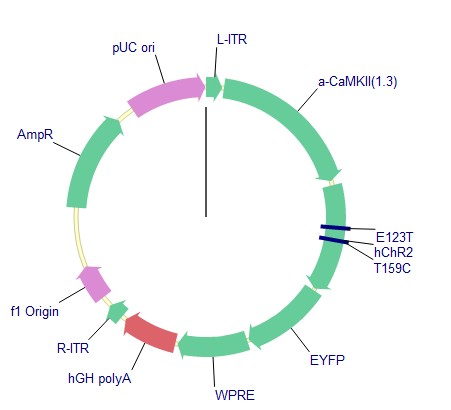 L-ITR
pUC ori
a-CaMKII(1.3)
AmpR
E123T
hChR2
T159C
f1 Origin
R-ITR
EYFP
hGH polyA
WPRE